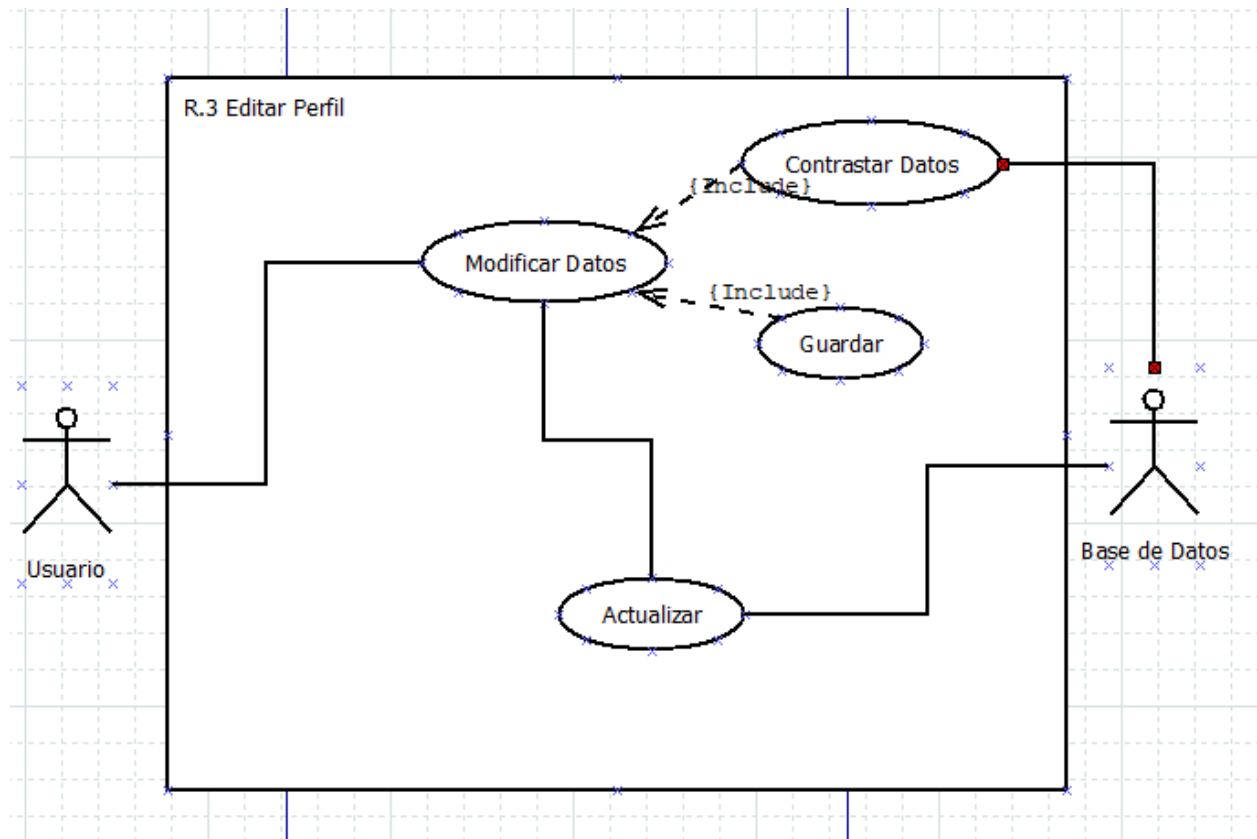 R.3 Editar Perfil
Contrastar Datos
{Include}
Modificar Datos
{Include}
Guardar
Usuario
Base de Datos
Actualizar